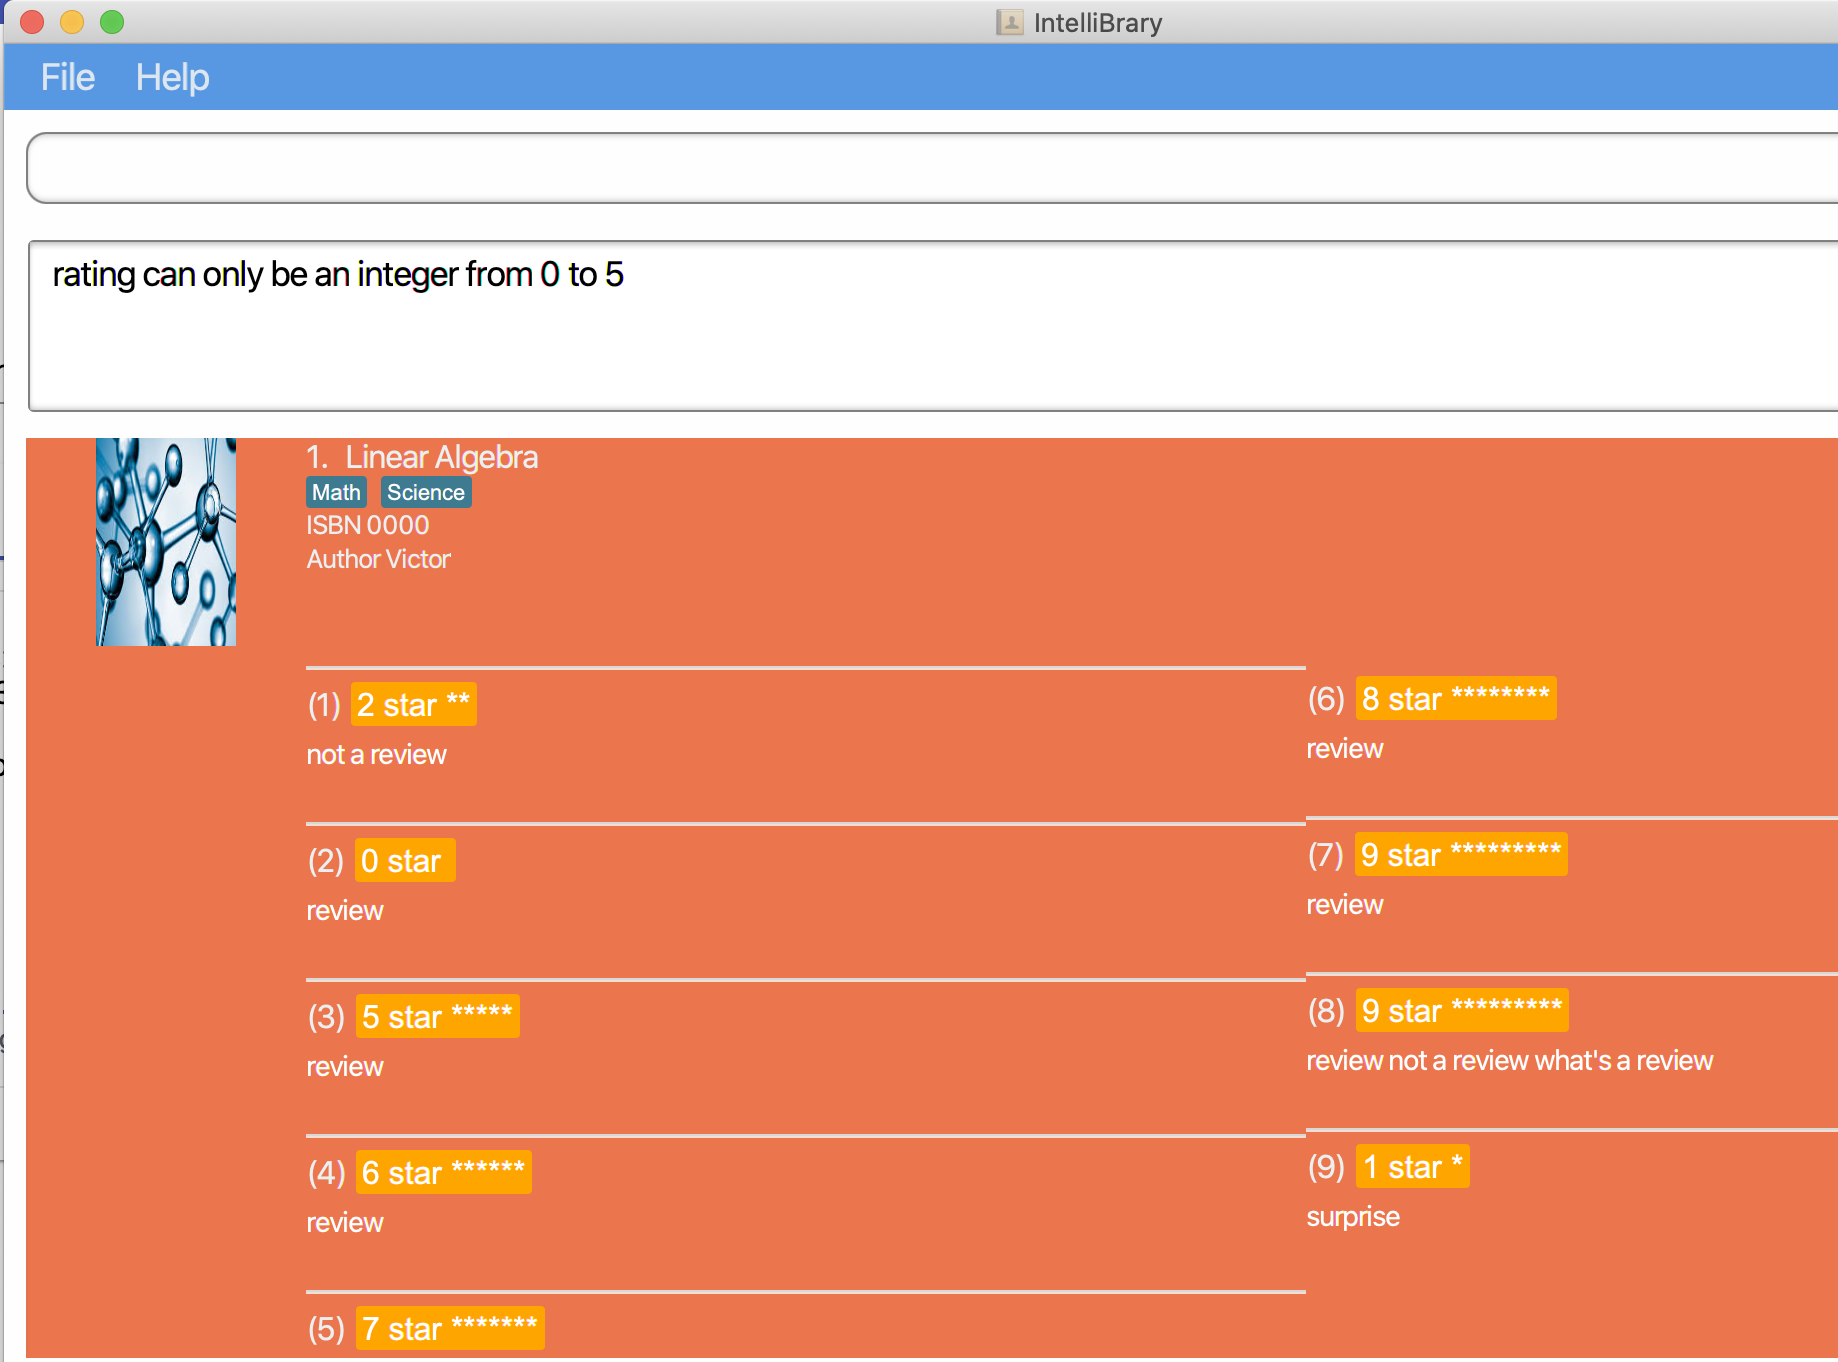 IntelliBrary
File Help
rating can only be an integer from 0 to 5
1. Linear Algebra
Math Science
ISBN 0000
Author Victor
(1) 2 star **
not a review
(2) 0 star
review
(3) 5 star *****
review
(4) 6 star ******
review
(5) 7 star *******
(6) 8 star ********
review
(7) 9 star *********
review
(8) 9 star *********
review not a review what's a review
(9) 1 star *
surprise